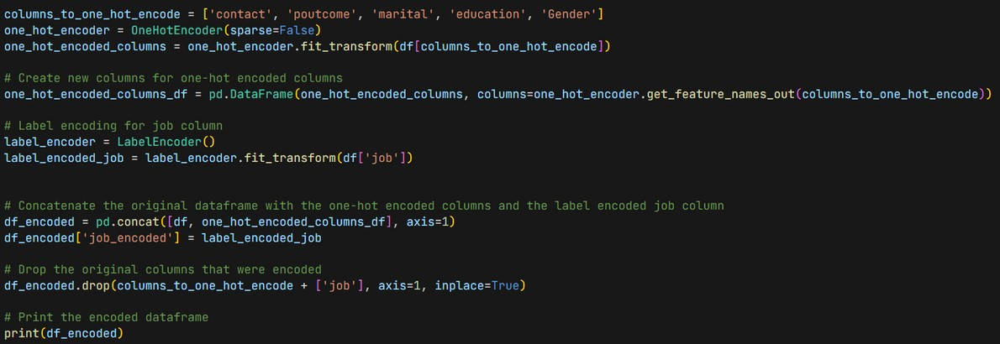 columns_to_one_hot_encode = ['contact', 'poutcome', 'marital', 'education', 'Gender']
one_hot_encoder = OneHotEncoder(sparse=False)
one_hot_encoded_columns = one_hot_encoder.fit_transform(df[columns_to_one_hot_encode])
# Create new columns for one-hot encoded columns
one_hot_encoded_columns_df = pd.DataFrame(one_hot_encoded_columns, columns=one_hot_encoder.get_feature_names_out(columns_to_one_hot_encode))
# Label encoding for job column
label_encoder = LabelEncoder()
label_encoded_job = label_encoder.fit_transform(df['job'])
# Concatenate the original dataframe with the one-hot encoded columns and the label encoded job column
df_encoded = pd.concat([df, one_hot_encoded_columns_df], axis=1)
df_encoded['job_encoded'] = label_encoded_job
# Drop the original columns that were encoded
df_encoded.drop(columns_to_one_hot_encode + ['job'], axis=1, inplace=True)
# Print the encoded dataframe
print(df_encoded)